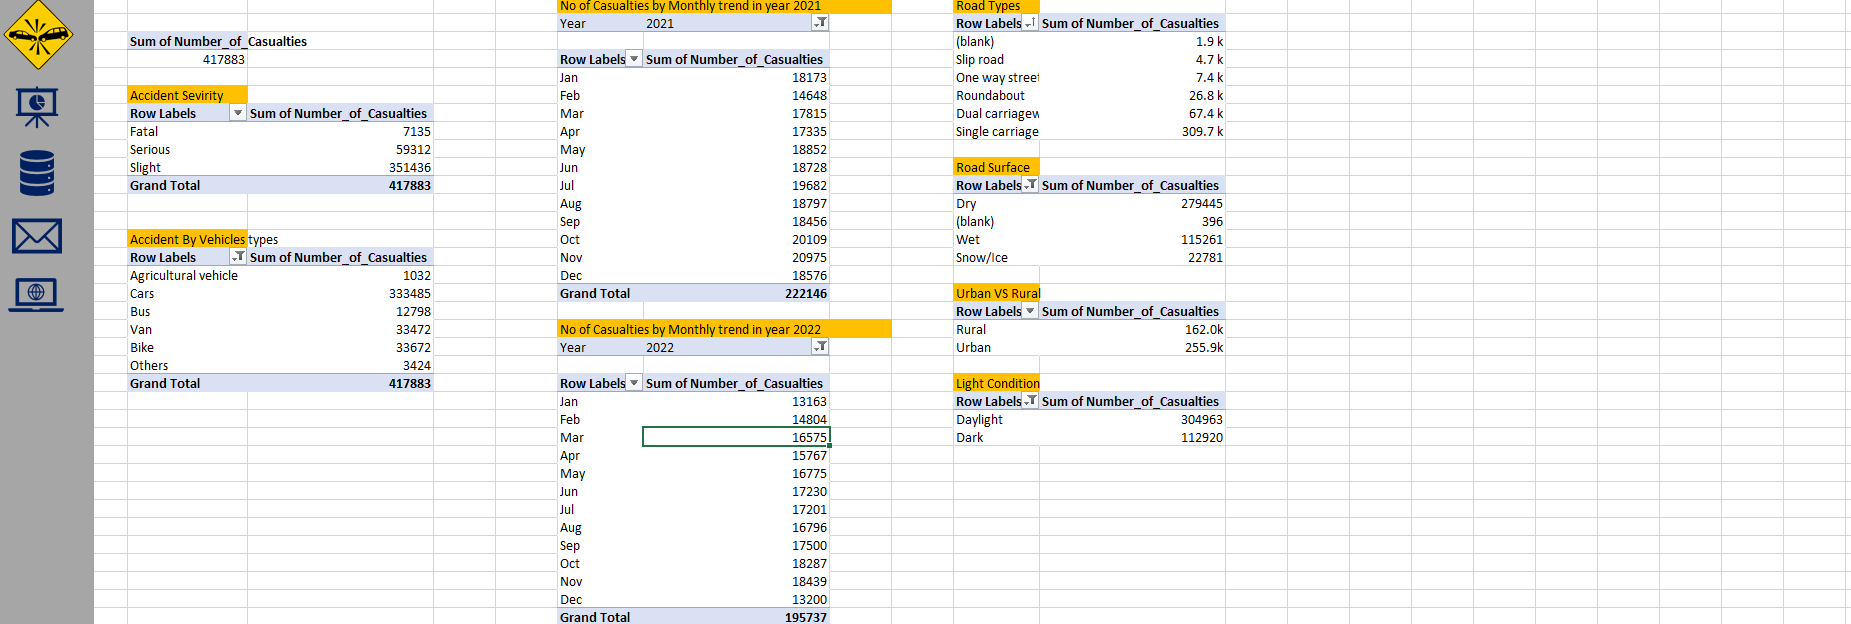 Sum of Number_of_Casualties
417883
Accident Sevirity
Row Labels Sum of Number_of_Casualties
Fatal 7135
Serious 59312
Slight 351436
Grand Total 417883
Accident By Vehicles types
Row Labels Sum of Number_of_Casualties
Agricultural vehicle 1032
Cars 333485
Bus 12798
Van 33472
Bike 33672
Others 3424
Grand Total 417883
No of Casualties by Monthly trend in year 2021
Year 2021
Row Labels Sum of Number_of_Casualties
Jan 18173
Feb 14648
Mar 17815
Apr 17335
May 18852
Jun 18728
Jul 19682
Aug 18797
Sep 18456
Oct 20109
Nov 20975
Dec 18576
Grand Total 222146
No of Casualties by Monthly trend in year 2022
Year 2022
Row Labels Sum of Number_of_Casualties
Jan 13163
Feb 14804
Mar 16575
Apr 15767
May 16775
Jun 17230
Jul 17201
Aug 16796
Sep 17500
Oct 18287
Nov 18439
Dec 13200
Grand Total 195737
Road Types
Row Labels Sum of Number_of_Casualties
(blank) 1.9 k
Slip road 4.7 k
One way street 7.4 k
Roundabout 26.8 k
Dual carriagew 67.4 k
Single carriage 309.7 k
Road Surface
Row Labels Sum of Number_of_Casualties
Dry 279445
(blank) 396
Wet 115261
Snow/Ice 22781
Urban VS Rural
Row Labels Sum of Number_of_Casualties
Rural 162.0k
Urban 255.9k
Light Condition
Row Labels Sum of Number_of_Casualties
Daylight 304963
Dark 112920